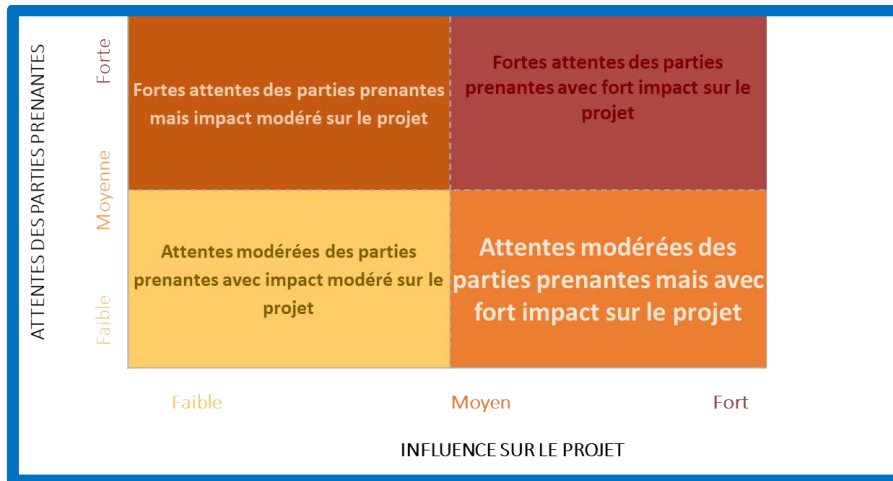 ATTENTES DES PARTIES PRENANTES
Forte
Moyenne
Faible
Fortes attentes des parties prenantes
mais impact modéré sur le projet
Fortes attentes des parties
prenantes avec fort impact sur le
projet
Attentes modérées des parties
prenantes avec impact modéré sur le
projet
Attentes modérées des
parties prenantes mais avec
fort impact sur le projet
Faible
Moyen
Fort
INFLUENCE SUR LE PROJET